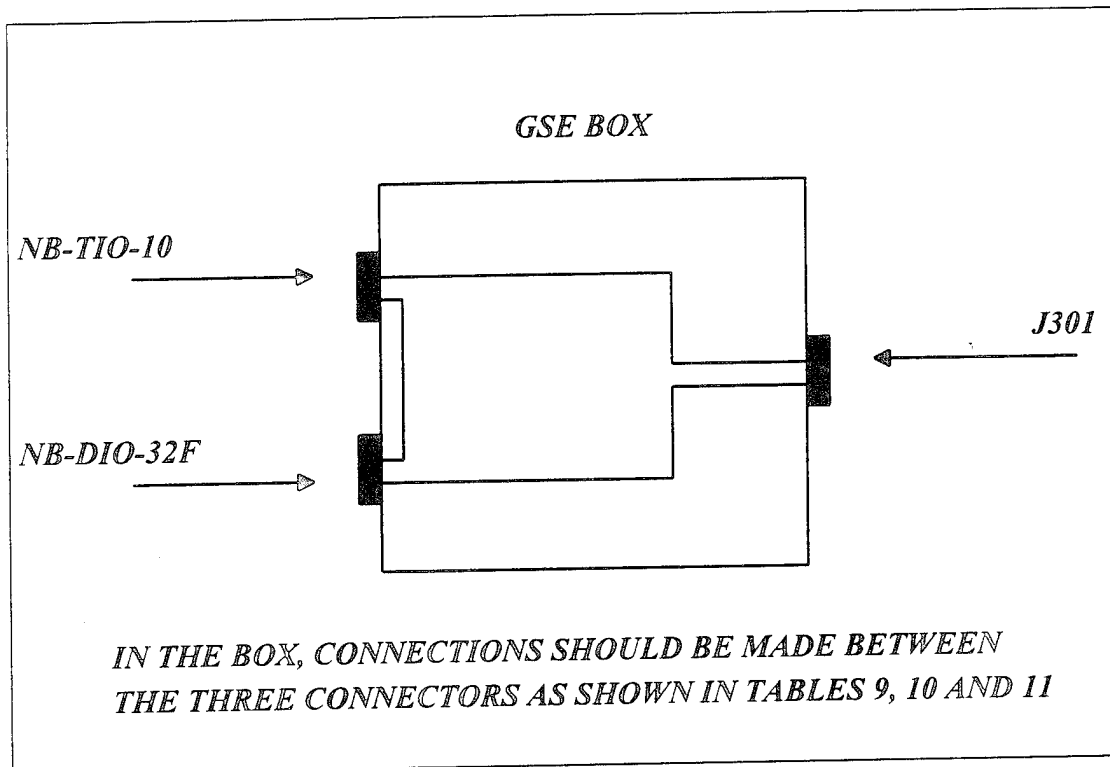 GSE BOX
NB-TIO-10
J301
NB-DIO-32F
IN THE BOX, CONNECTIONS SHOULD BE MADE BETWEEN
THE THREE CONNECTORS AS SHOWN IN TABLES 9, 10 AND 11